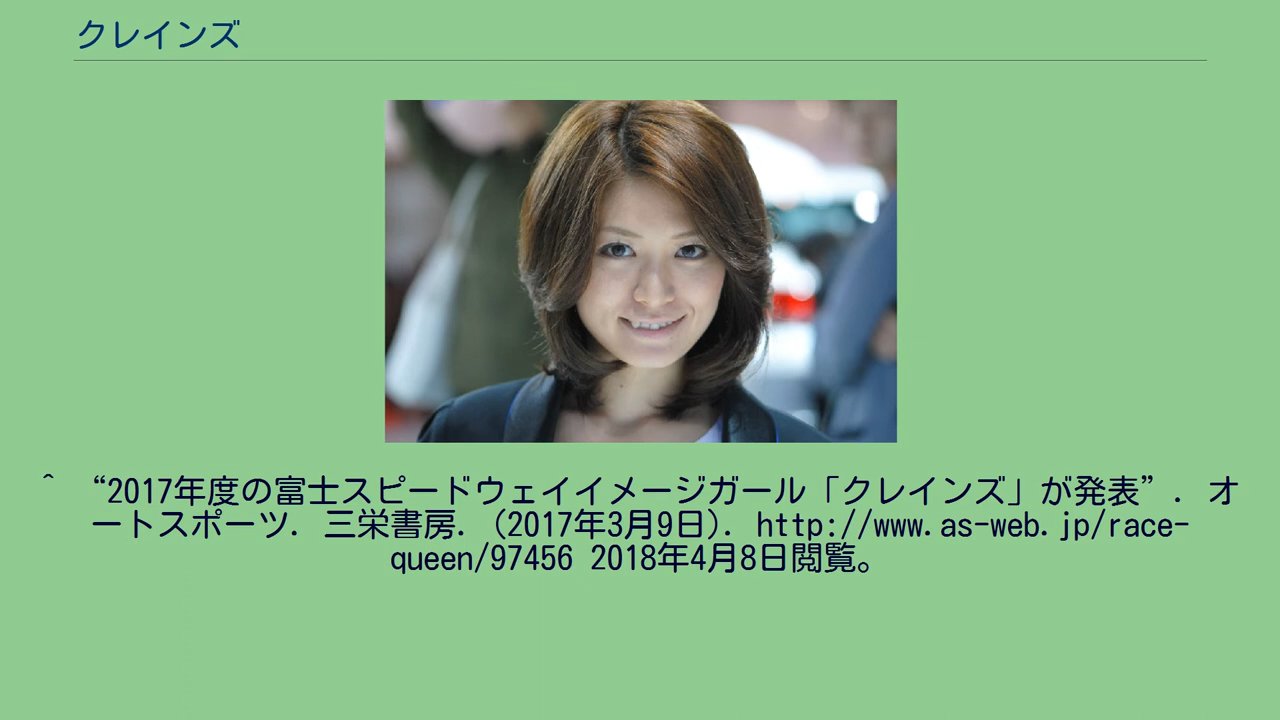 クレインズ
^ “2017年度の富士スピードウェイイメージガール「クレインズ」が発表”. オ
ートスポーツ. 三栄書房. (2017年3月9日). http://www.as-web.jp/race-
queen/97456 2018年4月8日閲覧。